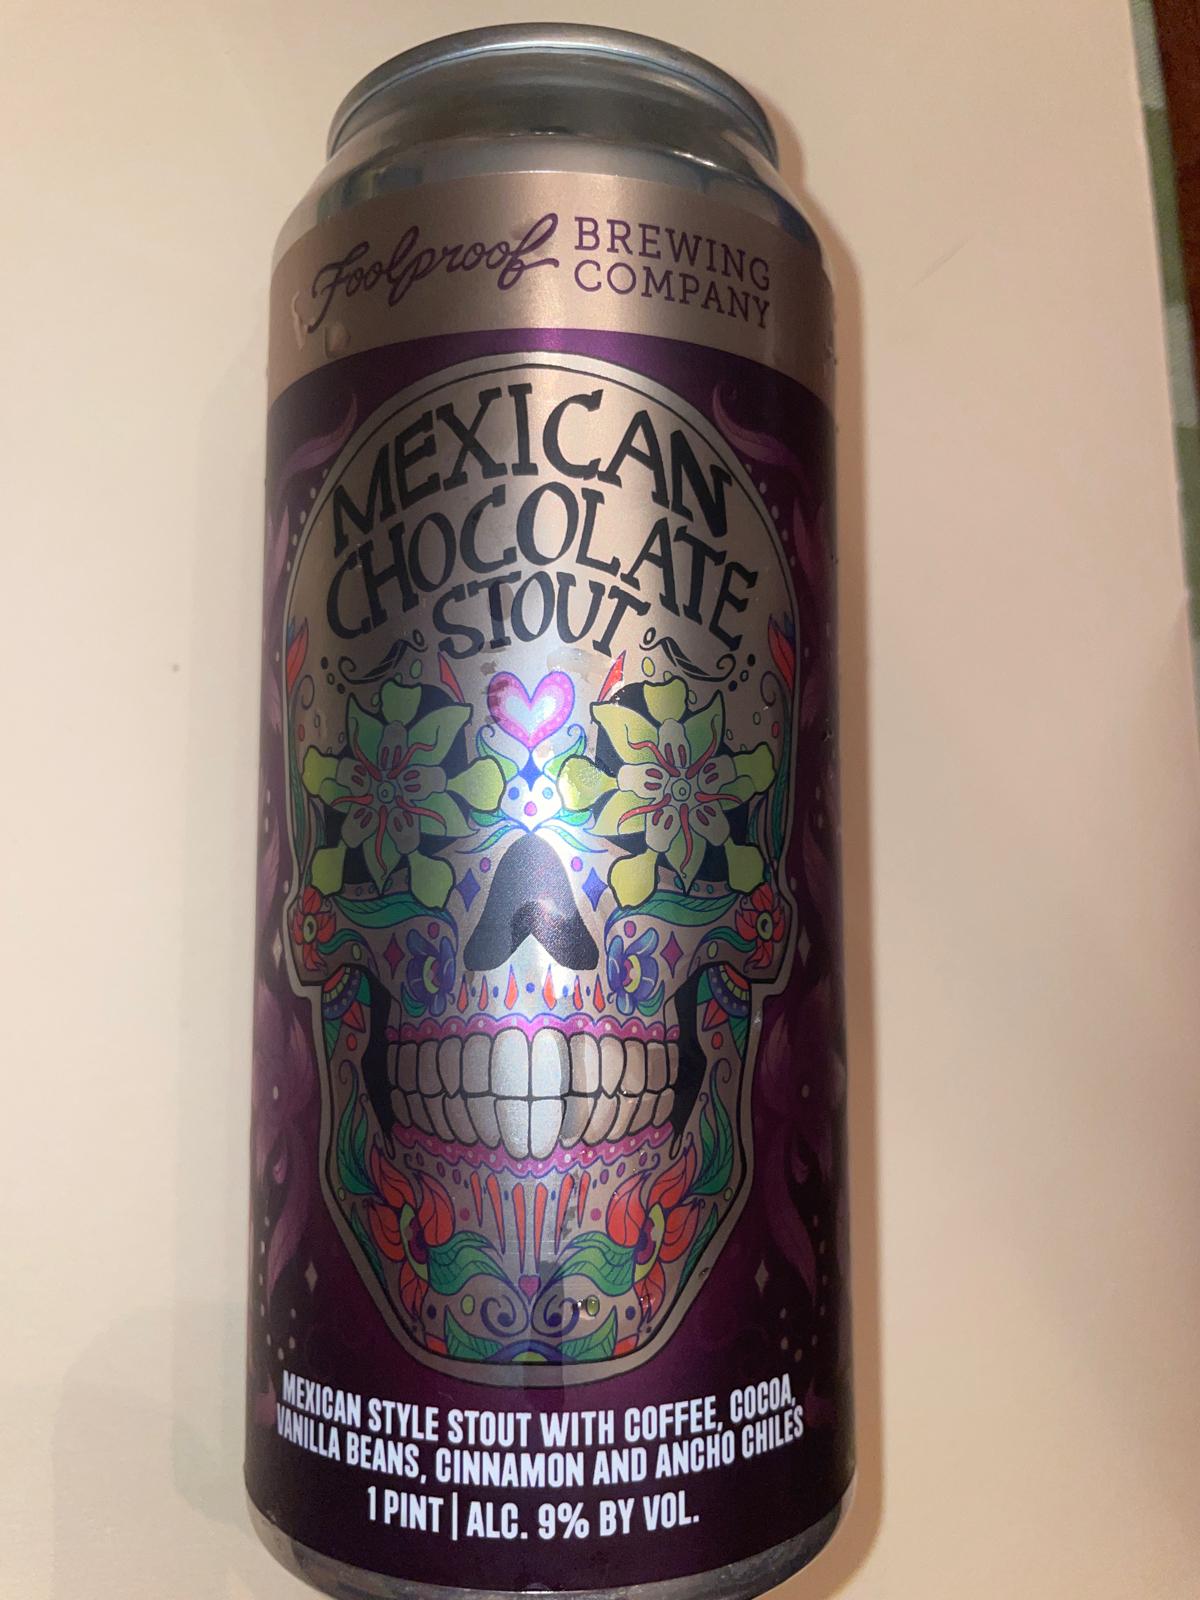 Foolproof BREWING
COMPANY
MEXICAN
CHOCOLATE
STOUT
MEXICAN STYLE STOUT WITH COFFEE, COCOA,
VANILLA BEANS, CINNAMON AND ANCHO CHILES
1 PINT | ALC. 9% BY VOL.